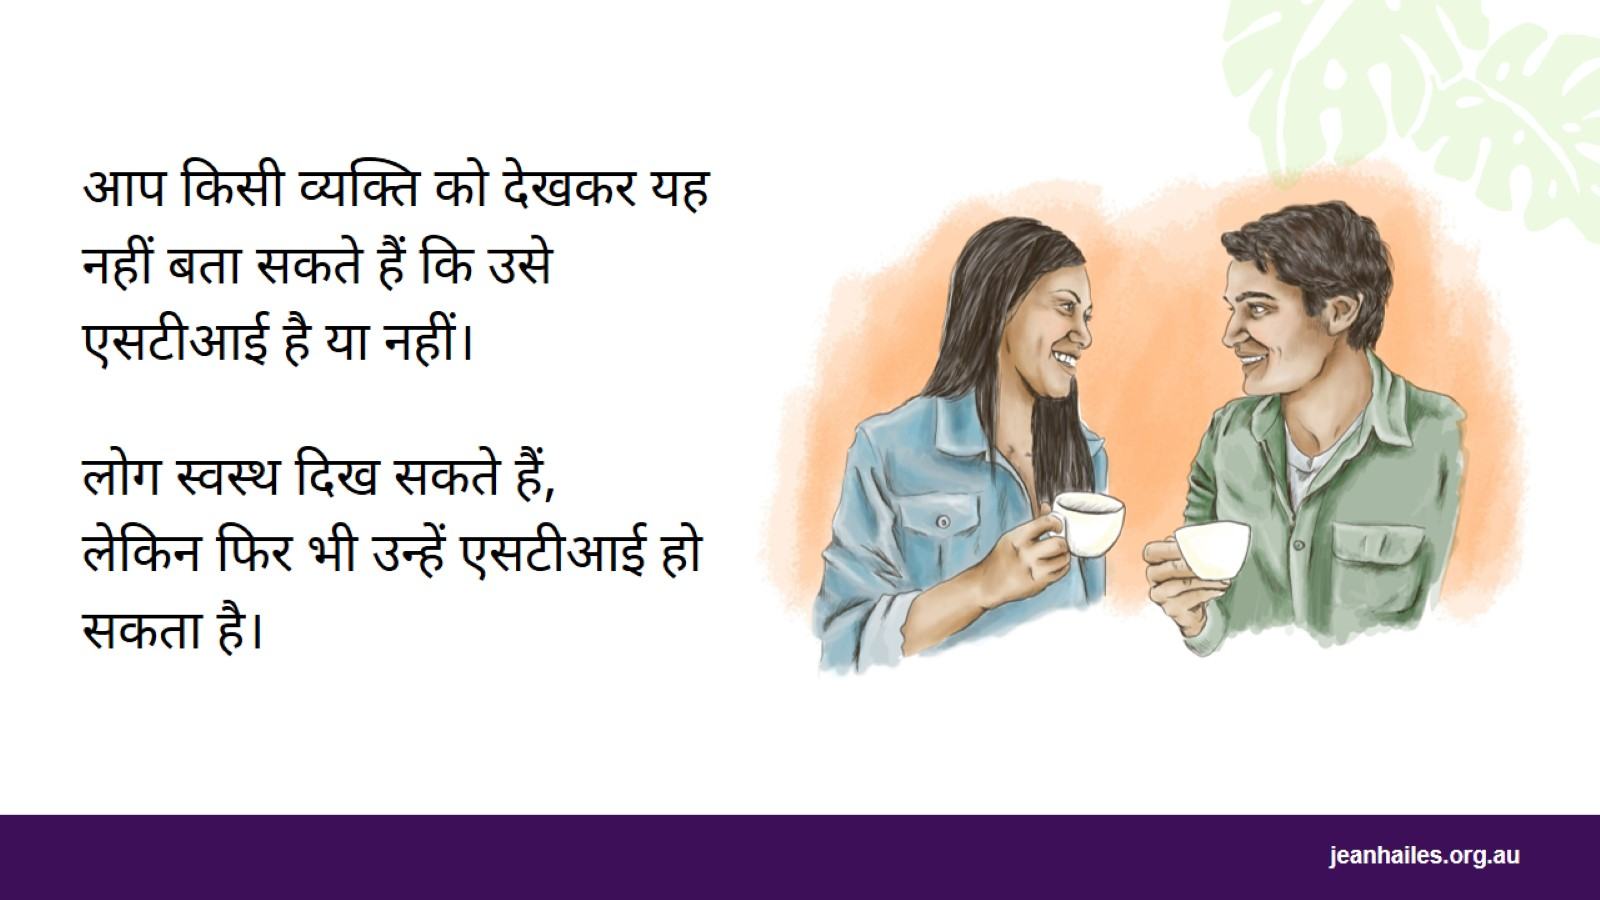 आप किसी व्यक्ति को देखकर यह
नहीं बता सकते हैं कि उसे
एसटीआई है या नहीं।
लोग स्वस्थ दिख सकते हैं,
लेकिन फिर भी उन्हें एसटीआई हो
सकता है।
jeanhailes.org.au